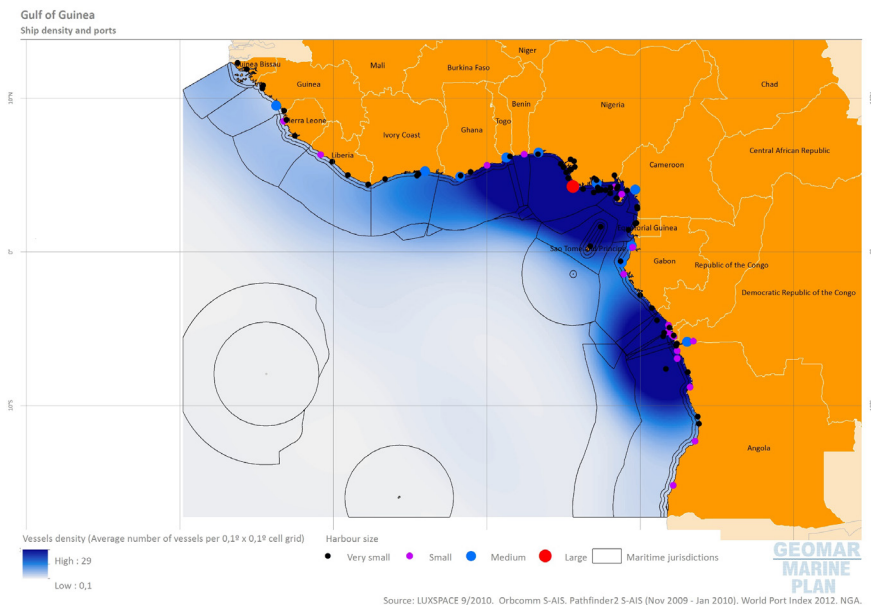 Gulf of Guinea
Ship density and ports
Niger
Guinea Bissau
Mali
Burkina Faso
Guinea
Chad
Benin
Nigeria
Togo
Sierra Leone
Ivory Coast
Ghana
Liberia
Cameroon
Central African Republic
Equatorial Guinea
San Tome and Principe
Gabon
Republic of the Congo
Democratic Republic of the Congo
10°S
Angola
Vessels density (Average number of vessels per 0,1º x 0,1º cell grid)
High : 29
Low : 0,1
Harbour size
Very small
Small
Medium
Large
Maritime jurisdictions
GEOMAR
MARINE
PLAN
Source: LUXSPACE 9/2010. Orbcomm S-AIS. Pathfinder2 S-AIS (Nov 2009 - Jan 2010). World Port Index 2012. NGA.